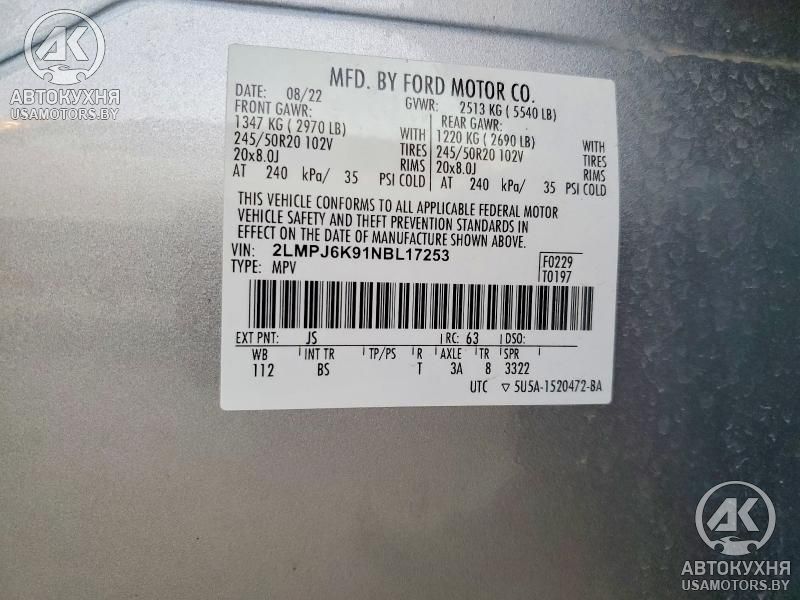 AK
АВТОКУХНЯ
USAMOTORS.BY
MFD. BY FORD MOTOR CO.
DATE: 08/22 GVWR: 2513 KG ( 5540 LB)
FRONT GAWR: REAR GAWR:
1347 KG ( 2970 LB) WITH 1220 KG ( 2690 LB) WITH
245/50R20 102V TIRES 245/50R20 102V TIRES
20x8.0J RIMS 20x8.0J RIMS
AT 240 kPa/ 35 PSI COLD AT 240 kPa/ 35 PSI COLD
THIS VEHICLE CONFORMS TO ALL APPLICABLE FEDERAL MOTOR
VEHICLE SAFETY AND THEFT PREVENTION STANDARDS IN
EFFECT ON THE DATE OF MANUFACTURE SHOWN ABOVE.
VIN: 2LMPJ6K91NBL17253 F0229
TYPE: MPV T0197
EXT PNT: JS RC: 63 DSO:
WB INT TR TP/PS R AXLE TR SPR
112 BS T 3A 8 3322
UTC ▽ 5U5A-1520472-BA
AK
АВТОКУХНЯ
USAMOTORS.BY